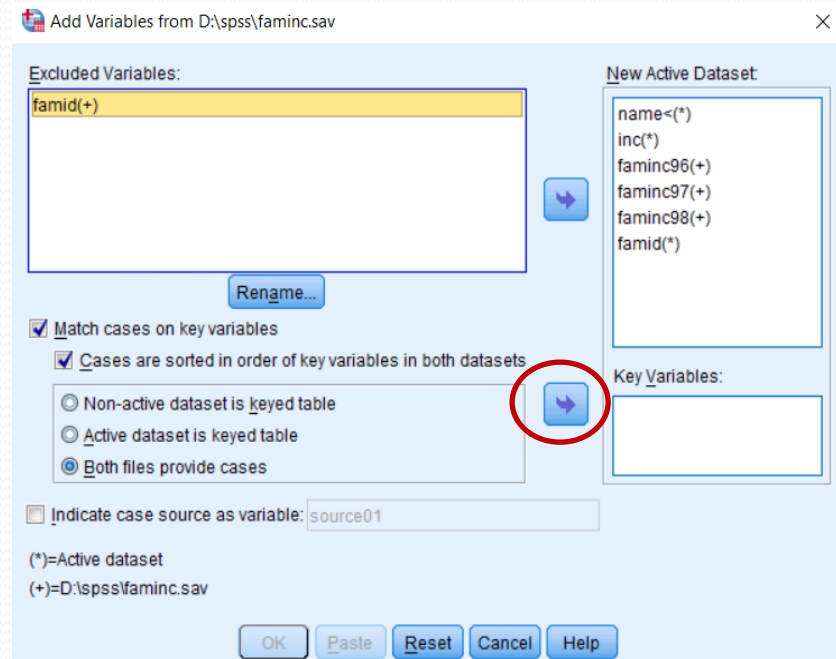 Add Variables from D:\spss\faminc.sav
Excluded Variables:
famid(+)
Rename...
New Active Dataset:
name<(*)
inc(*)
faminc96(+)
faminc97(+)
faminc98(+)
famid(*)
Match cases on key variables
Cases are sorted in order of key variables in both datasets
Non-active dataset is keyed table
Active dataset is keyed table
Both files provide cases
Key Variables:
Indicate case source as variable: source01
(*)=Active dataset
(+)=D:\spss\faminc.sav
OK Paste Reset Cancel Help